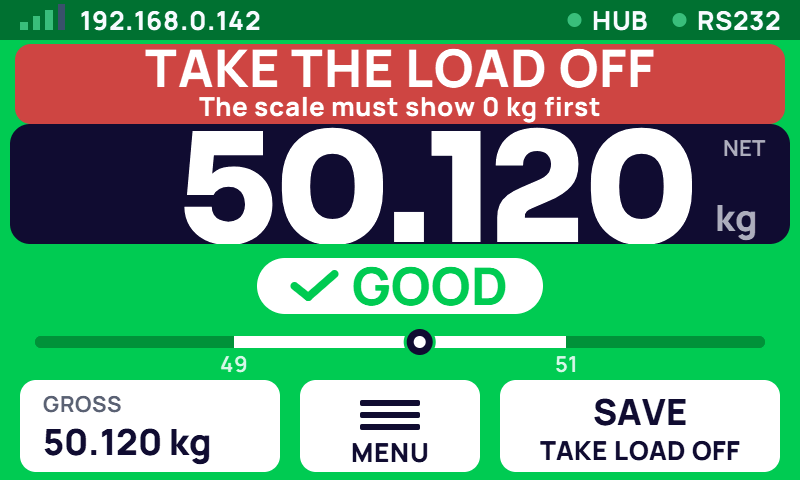 192.168.0.142 HUB RS232
TAKE THE LOAD OFF
The scale must show 0 kg first
50.120 NET kg
GOOD
49 51
GROSS
50.120 kg
MENU
SAVE
TAKE LOAD OFF